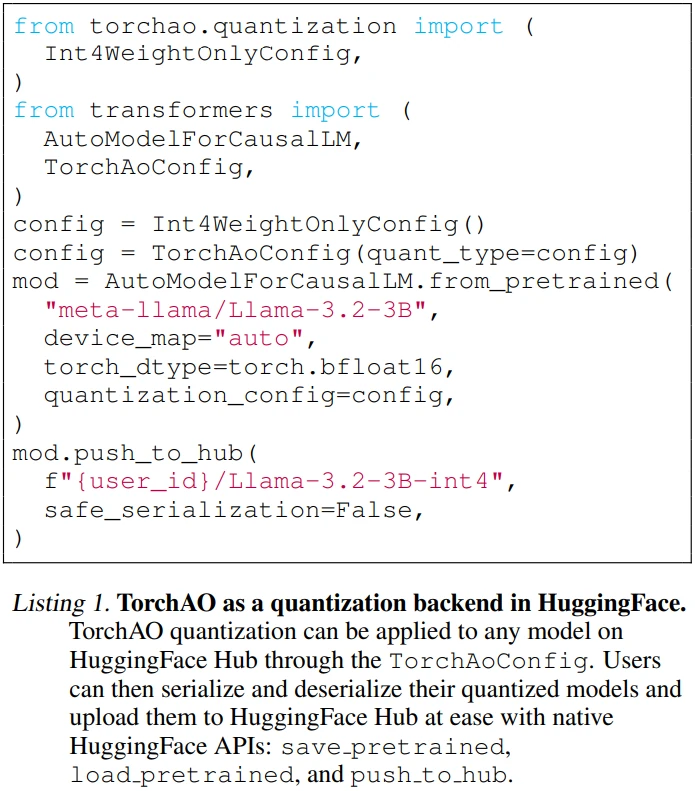 from torchao.quantization import (
  Int4WeightOnlyConfig,
)
from transformers import (
  AutoModelForCausalLM,
  TorchAoConfig,
)
config = Int4WeightOnlyConfig()
config = TorchAoConfig(quant_type=config)
mod = AutoModelForCausalLM.from_pretrained(
  "meta-llama/Llama-3.2-3B",
  device_map="auto",
  torch_dtype=torch.bfloat16,
  quantization_config=config,
)
mod.push_to_hub(
  f"{user_id}/Llama-3.2-3B-int4",
  safe_serialization=False,
)
Listing 1. TorchAO as a quantization backend in HuggingFace.
TorchAO quantization can be applied to any model on
HuggingFace Hub through the TorchAoConfig. Users
can then serialize and deserialize their quantized models and
upload them to HuggingFace Hub at ease with native
HuggingFace APIs: save_pretrained,
load_pretrained, and push_to_hub.